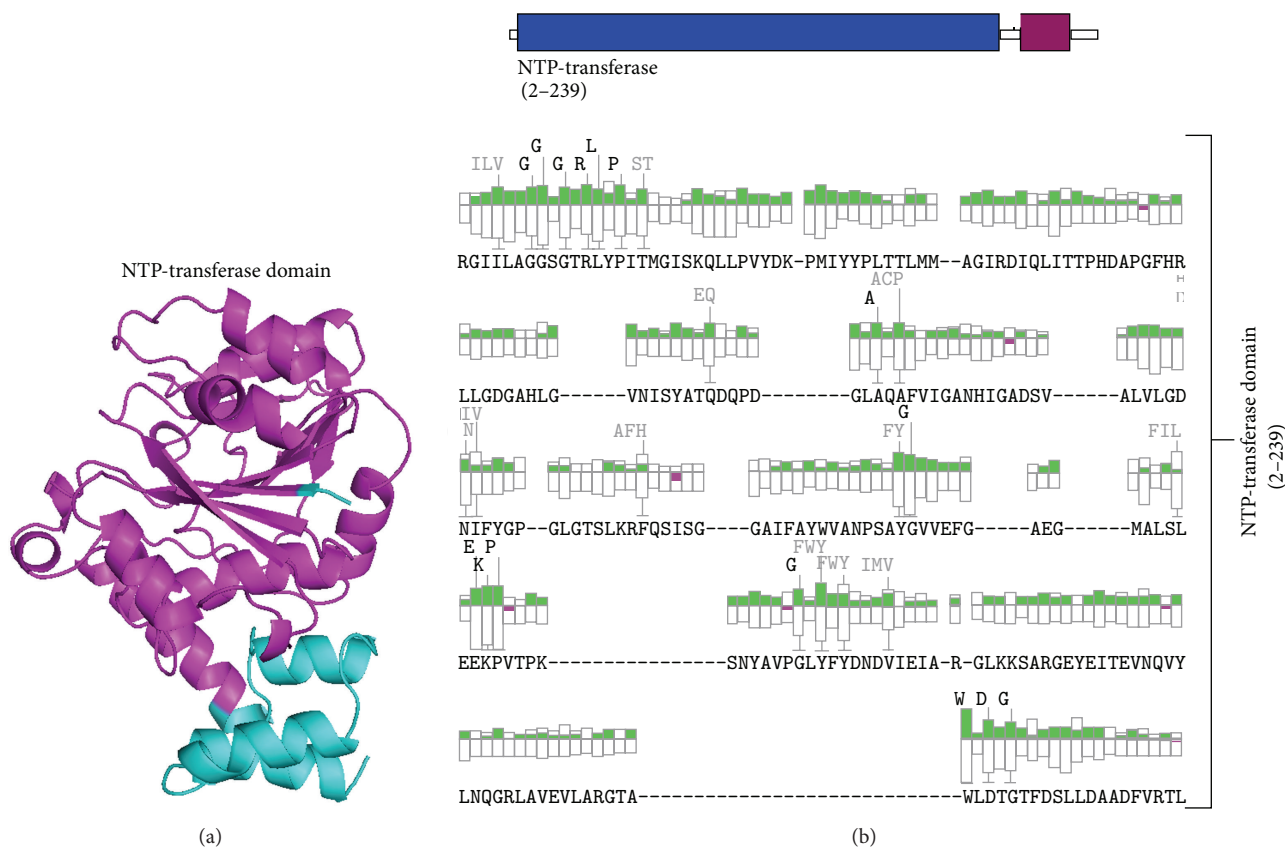 NTP-transferase
(2–239)
NTP-transferase domain
G L
ILV G G R P ST
RGIILAGGSGTRLYPITMGISKQLLPVYDK-PMIYYPLTTLMM--AGIRDIQLITTPHDAPGFHR
ACP
EQ A
LLGDGAHLG------VNISYATQDQPD--------GLAQAFVIGANHIGADSV------ALVLGD
G
IV
N AFH FY FIL
NIFYGP--GLGTSLKRFQSISG----GAIFAYWVANPSAYGVVEFG-----AEG------MALSL
E P FWY
K G FWY IMV
EEKPVTPK----------------SNYAVPGLYFYDNDVIEIA-R-GLKKSARGEYEITEVNQVY
W D G
LNQGRLAVEVLARGTA-----------------------------WLDTGTFDSLLDAADFVRTL
NTP-transferase domain
(2–239)
(a)
(b)